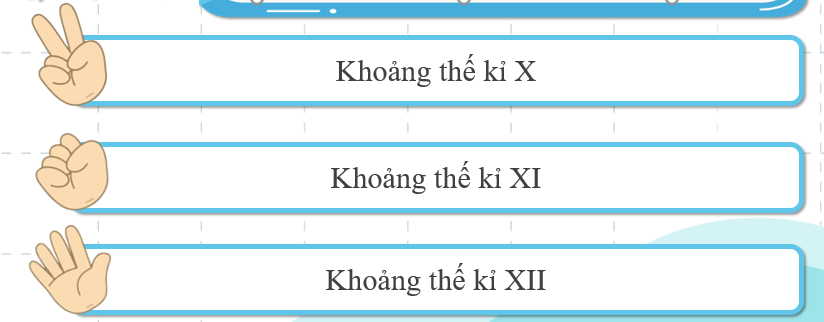 Khoảng thế kỉ X
Khoảng thế kỉ XI
Khoảng thế kỉ XII